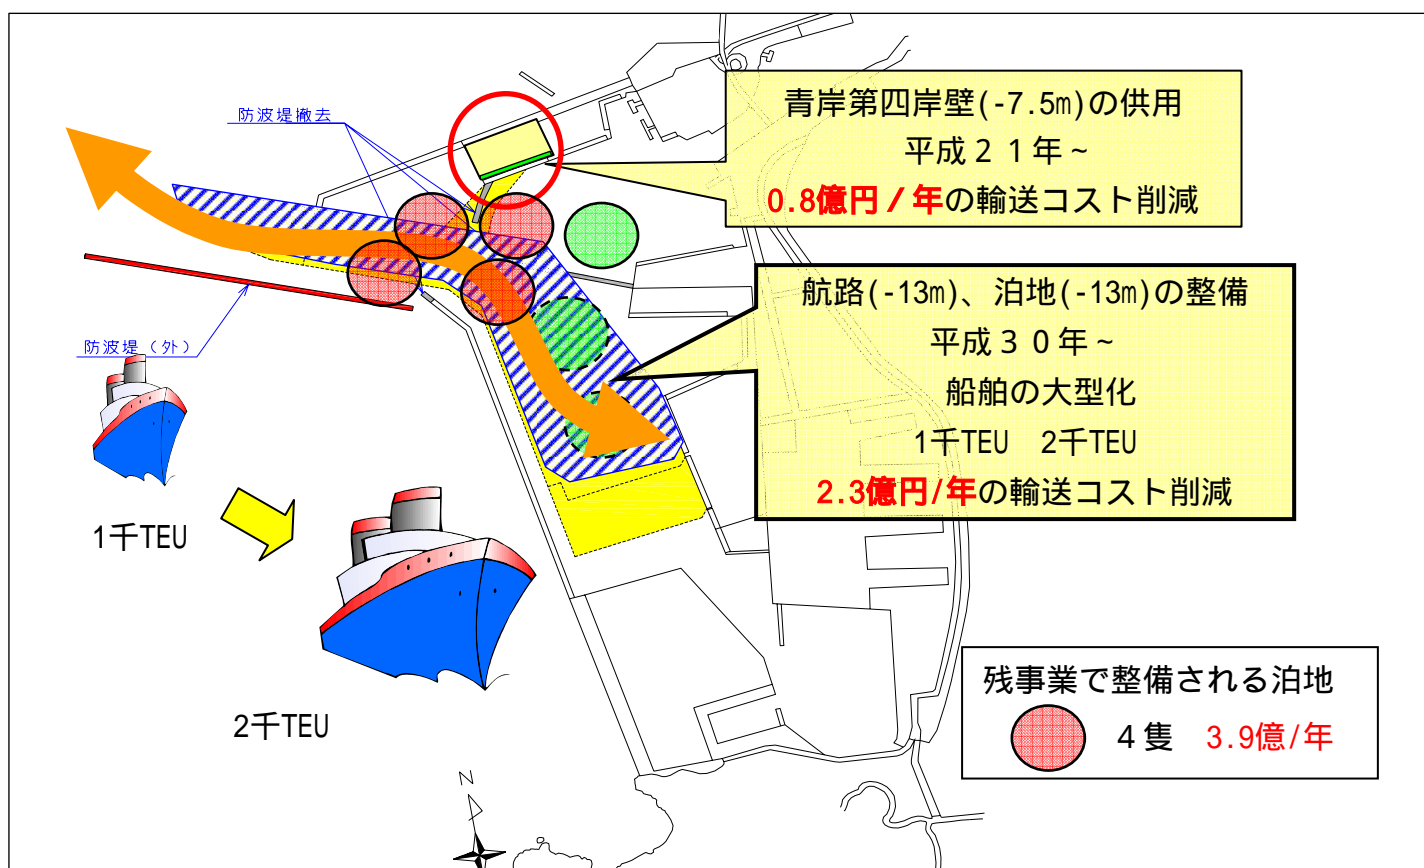 防波堤撤去
青岸第四岸壁(-7.5m)の供用
平成２１年～
0.8億円／年の輸送コスト削減
航路(-13m)、泊地(-13m)の整備
平成３０年～
船舶の大型化
1千TEU　2千TEU
2.3億円/年の輸送コスト削減
防波堤（外）
1千TEU
2千TEU
残事業で整備される泊地
４隻　3.9億/年
N